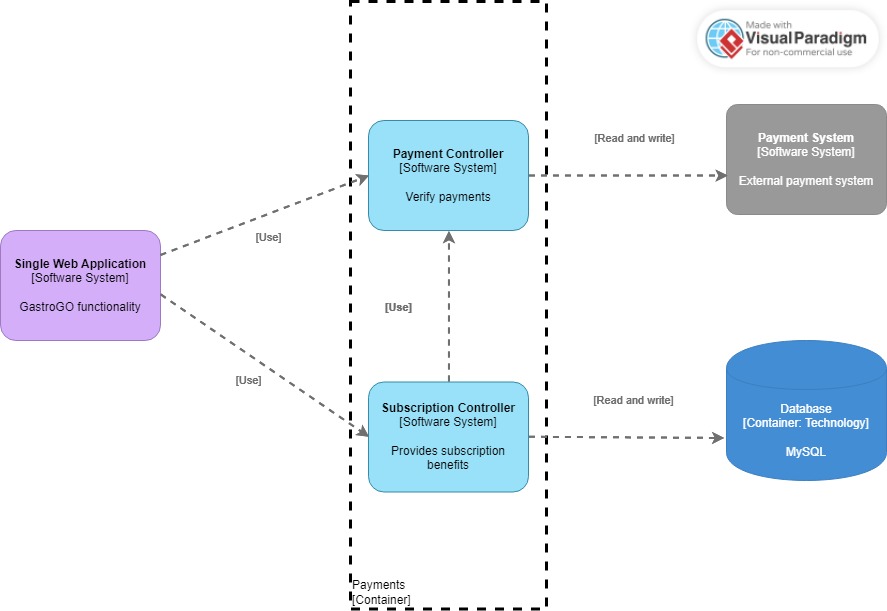 Made with
VisualParadigm
For non-commercial use
Payment Controller
[Software System]
Verify payments
[Read and write]
Payment System
[Software System]
External payment system
[Use]
Single Web Application
[Software System]
GastroGO functionality
[Use]
[Use]
Subscription Controller
[Software System]
Provides subscription
benefits
[Read and write]
Database
[Container: Technology]
MySQL
Payments
[Container]